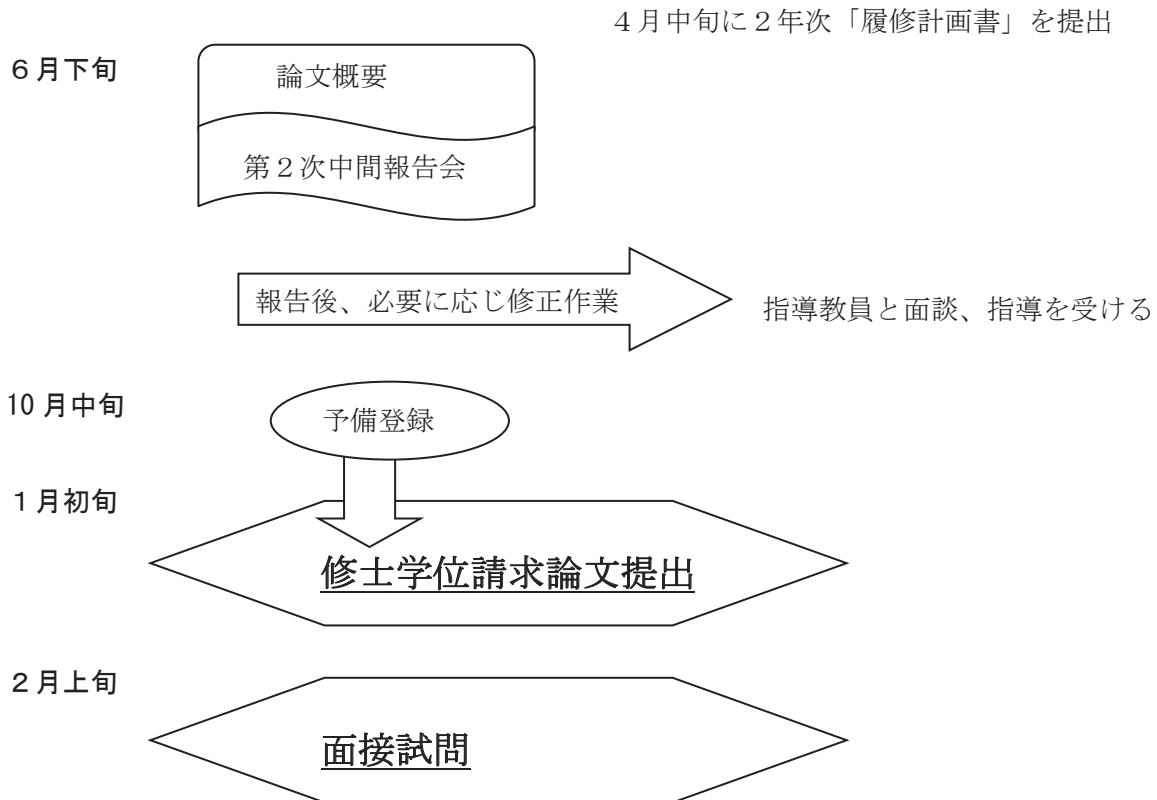 ４月中旬に２年次「履修計画書」を提出
６月下旬
論文概要
第２次中間報告会
報告後、必要に応じ修正作業
指導教員と面談、指導を受ける
10 月中旬
予備登録
１月初旬
修士学位請求論文提出
２月上旬
面接試問